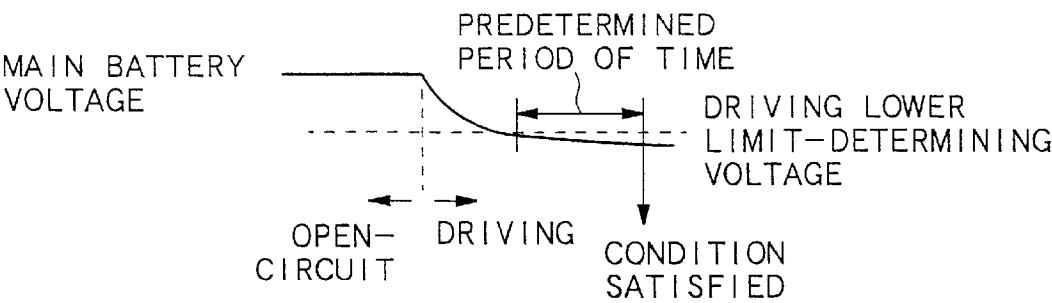 PREDETERMINED
PERIOD OF TIME
MAIN BATTERY
VOLTAGE
DRIVING LOWER
LIMIT-DETERMINING
VOLTAGE
OPEN-
CIRCUIT
DRIVING
CONDITION
SATISFIED